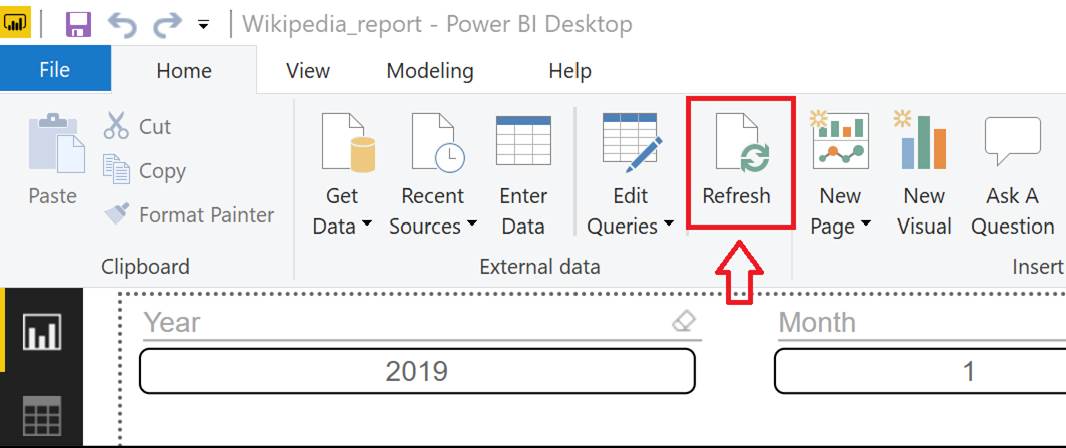 Wikipedia_report - Power BI Desktop
File Home View Modeling Help
Paste
Cut
Copy
Format Painter
Clipboard
Get Data
Recent Sources
Enter Data
Edit Queries
Refresh
External data
New Page
New Visual
Ask A Question
Insert
Year
2019
Month
1